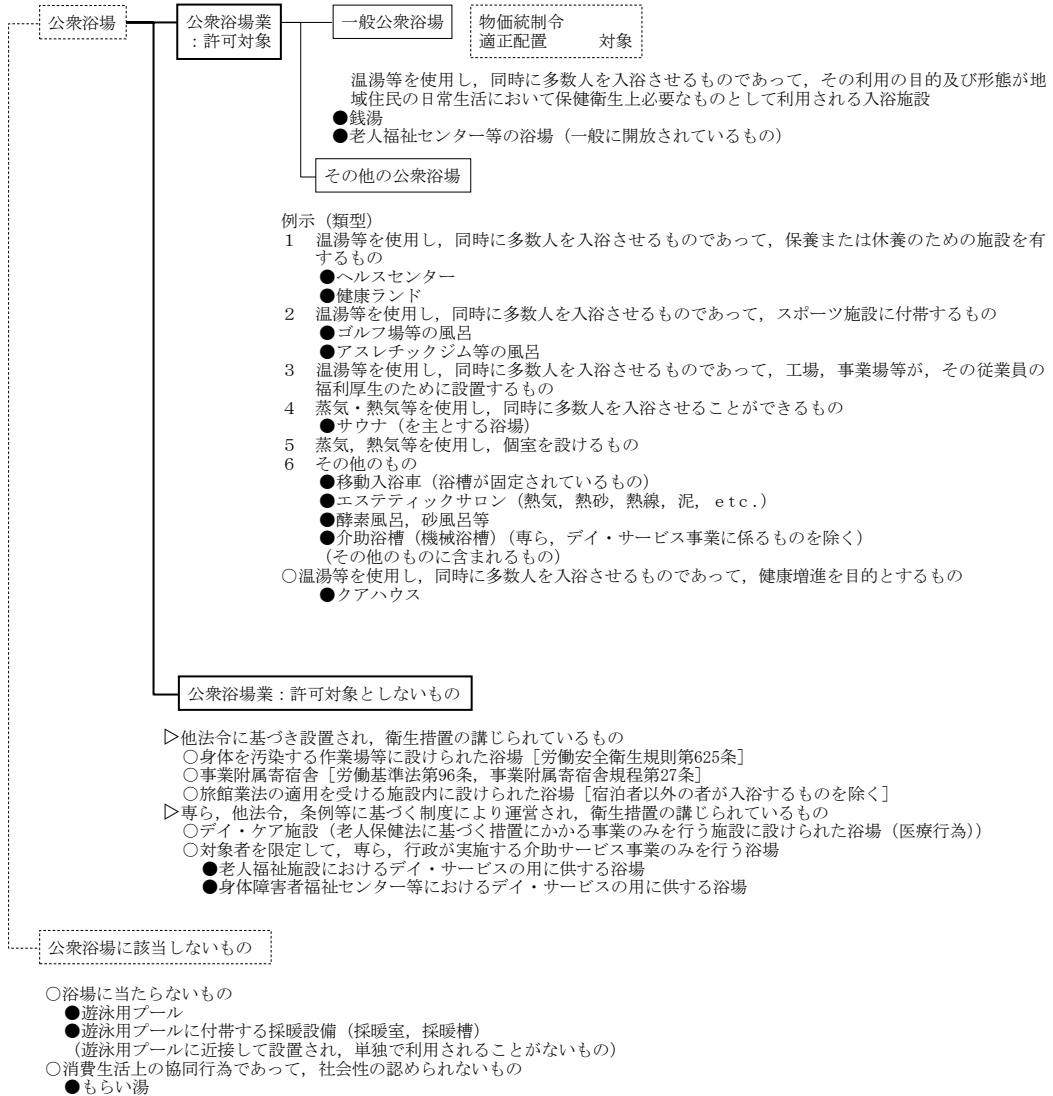 公衆浴場
公衆浴場業
：許可対象
一般公衆浴場
物価統制令
適正配置　　　対象
温湯等を使用し，同時に多数人を入浴させるものであって，その利用の目的及び形態が地
域住民の日常生活において保健衛生上必要なものとして利用される入浴施設
●銭湯
●老人福祉センター等の浴場（一般に開放されているもの）
その他の公衆浴場
例示（類型）
１　温湯等を使用し，同時に多数人を入浴させるものであって，保養または休養のための施設を有
するもの
●ヘルスセンター
●健康ランド
２　温湯等を使用し，同時に多数人を入浴させるものであって，スポーツ施設に付帯するもの
●ゴルフ場等の風呂
●アスレチックジム等の風呂
３　温湯等を使用し，同時に多数人を入浴させるものであって，工場，事業場等が，その従業員の
福利厚生のために設置するもの
４　蒸気・熱気等を使用し，同時に多数人を入浴させることができるもの
●サウナ（を主とする浴場）
５　蒸気，熱気等を使用し，個室を設けるもの
６　その他のもの
●移動入浴車（浴槽が固定されているもの）
●エステティックサロン（熱気，熱砂，熱線，泥，ｅｔｃ.）
●酵素風呂，砂風呂等
●介助浴槽（機械浴槽）（専ら，デイ・サービス事業に係るものを除く）
（その他のものに含まれるもの）
○温湯等を使用し，同時に多数人を入浴させるものであって，健康増進を目的とするもの
●クアハウス
公衆浴場業：許可対象としないもの
▷他法令に基づき設置され，衛生措置の講じられているもの
○身体を汚染する作業場等に設けられた浴場［労働安全衛生規則第625条］
○事業附属寄宿舎［労働基準法第96条，事業附属寄宿舎規程第27条］
○旅館業法の適用を受ける施設内に設けられた浴場［宿泊者以外の者が入浴するものを除く］
▷専ら，他法令，条例等に基づく制度により運営され，衛生措置の講じられているもの
○デイ・ケア施設（老人保健法に基づく措置にかかる事業のみを行う施設に設けられた浴場（医療行為））
○対象者を限定して，専ら，行政が実施する介助サービス事業のみを行う浴場
●老人福祉施設におけるデイ・サービスの用に供する浴場
●身体障害者福祉センター等におけるデイ・サービスの用に供する浴場
公衆浴場に該当しないもの
○浴場に当たらないもの
●遊泳用プール
●遊泳用プールに付帯する採暖設備（採暖室，採暖槽）
（遊泳用プールに近接して設置され，単独で利用されることがないもの）
○消費生活上の協同行為であって，社会性の認められないもの
●もらい湯